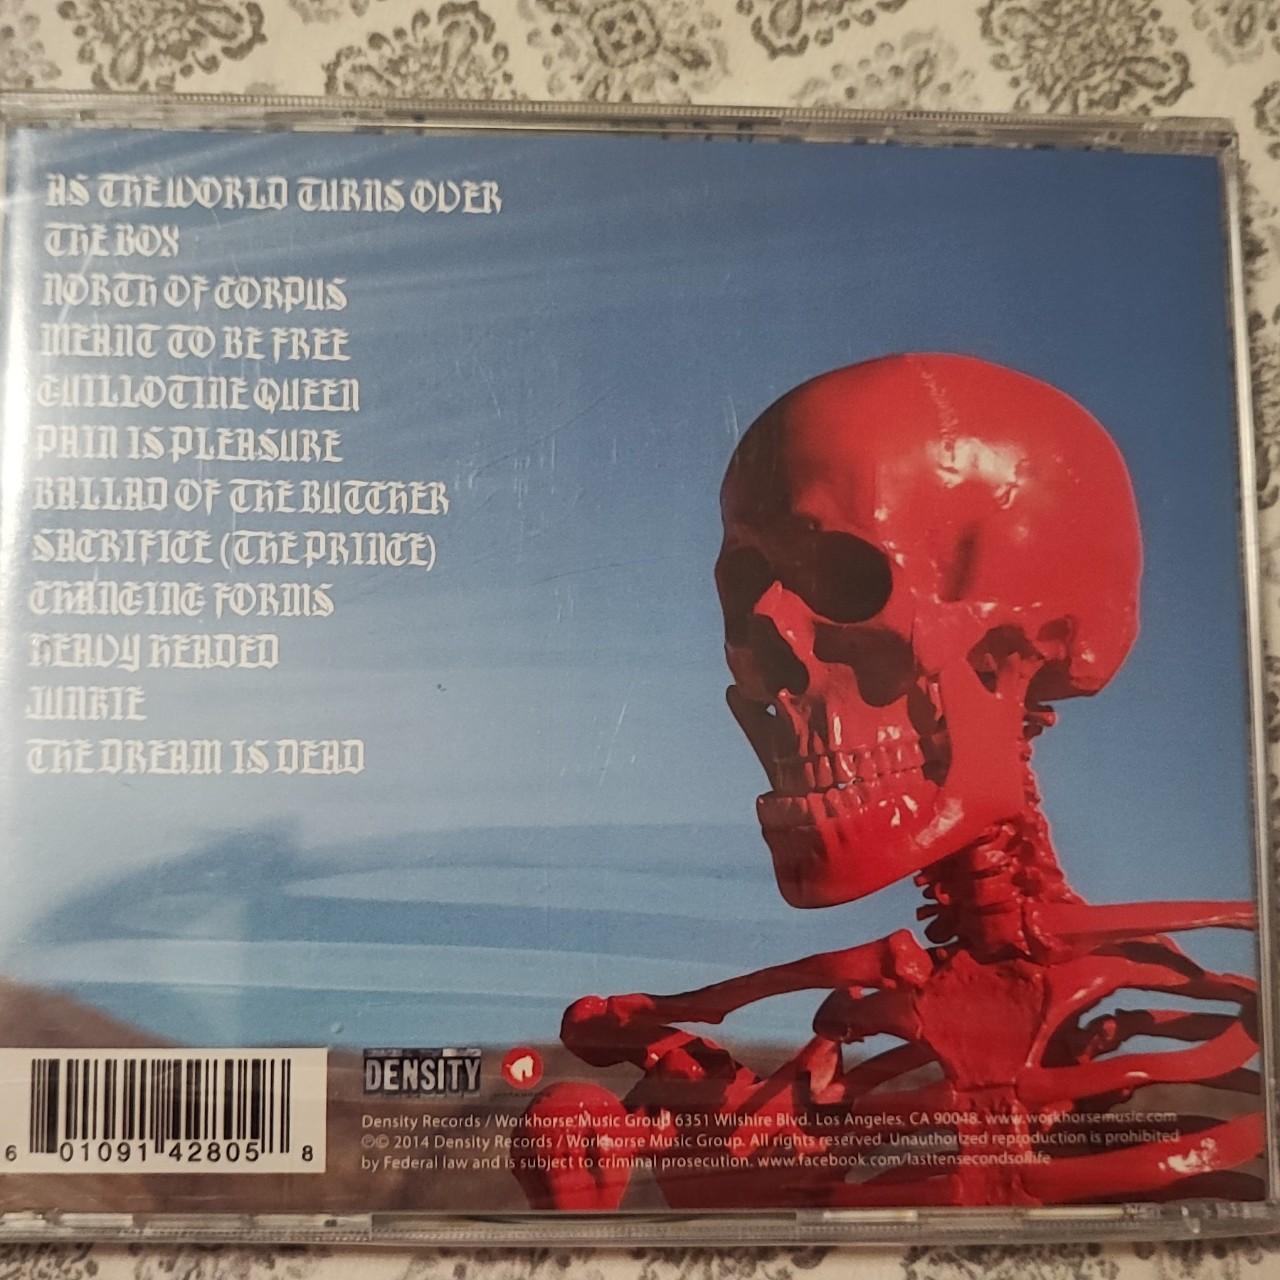 AS THE WORLD TURNS OVER
THE BOX
NORTH OF CORPUS
MEANT TO BE FREE
GUILLOTINE QUEEN
PAIN IS PLEASURE
BALLAD OF THE BUTCHER
SACRIFICE (THE PRINCE)
CHANGING FORMS
HEAVY HEADED
JUNKIE
THE DREAM IS DEAD
DENSITY
Density Records / Workhorse Music Group 6351 Wilshire Blvd. Los Angeles, CA 90048. www.workhorsemusic.com
℗© 2014 Density Records / Workhorse Music Group. All rights reserved. Unauthorized reproduction is prohibited
by Federal law and is subject to criminal prosecution. www.facebook.com/lasttensecondsoflife
6 01091 42805 8